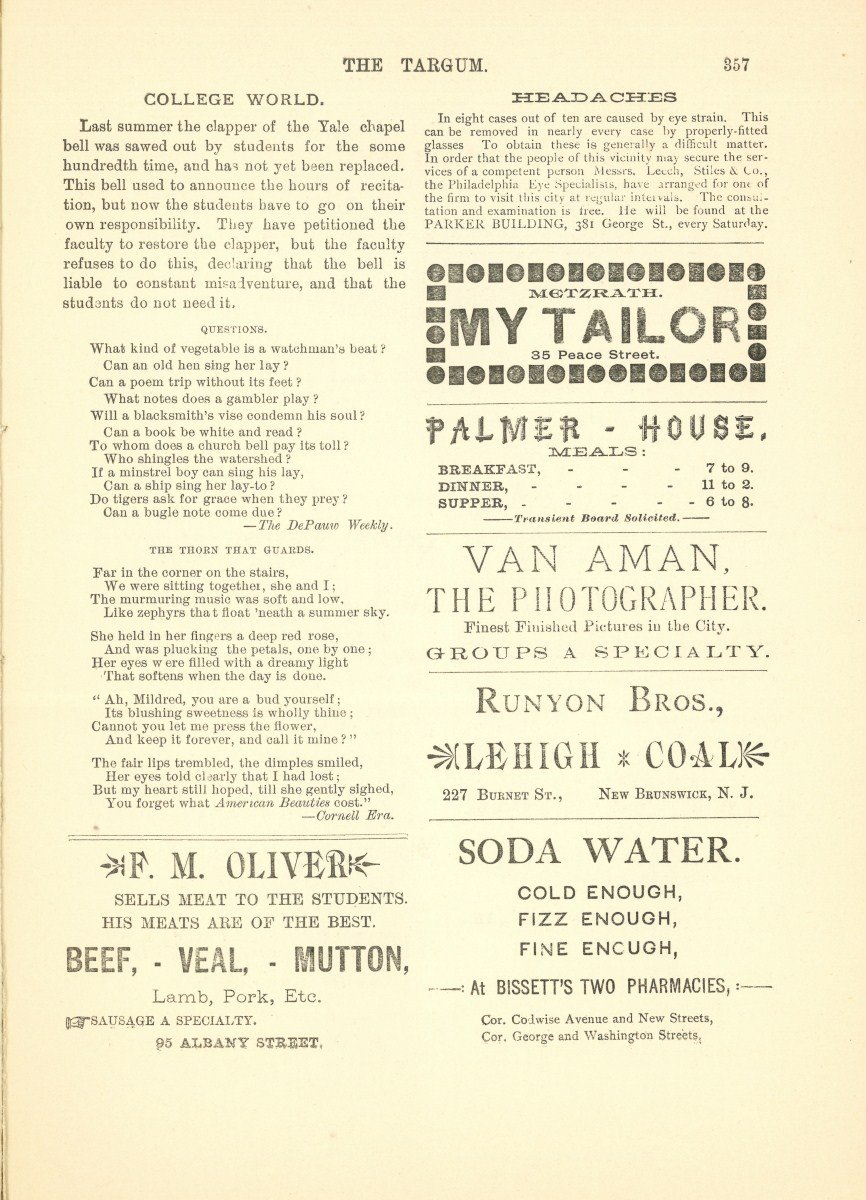 THE TARGUM.
357
COLLEGE WORLD.
Last summer the clapper of the Yale chapel
bell was sawed out by students for the some
hundredth time, and has not yet been replaced.
This bell used to announce the hours of recita-
tion, but now the students have to go on their
own responsibility. They have petitioned the
faculty to restore the clapper, but the faculty
refuses to do this, declaring that the bell is
liable to constant misadventure, and that the
students do not need it.
QUESTIONS.
What kind of vegetable is a watchman's beat?
Can an old hen sing her lay?
Can a poem trip without its feet?
What notes does a gambler play?
Will a blacksmith's vise condemn his soul?
Can a book be white and read?
To whom does a church bell pay its toll?
Who shingles the watershed?
If a minstrel boy can sing his lay,
Can a ship sing her lay-to?
Do tigers ask for grace when they prey?
Can a bugle note come due?
—The DePauw Weekly.
THE THORN THAT GUARDS.
Far in the corner on the stairs,
We were sitting together, she and I;
The murmuring music was soft and low,
Like zephyrs that float 'neath a summer sky.
She held in her fingers a deep red rose,
And was plucking the petals, one by one;
Her eyes were filled with a dreamy light
That softens when the day is done.
"Ah, Mildred, you are a bud yourself;
Its blushing sweetness is wholly thine;
Cannot you let me press the flower,
And keep it forever, and call it mine?"
The fair lips trembled, the dimples smiled,
Her eyes told clearly that I had lost;
But my heart still hoped, till she gently sighed,
You forget what American Beauties cost."
—Cornell Era.
F. M. OLIVER
SELLS MEAT TO THE STUDENTS.
HIS MEATS ARE OF THE BEST.
BEEF, - VEAL, - MUTTON,
Lamb, Pork, Etc.
☞SAUSAGE A SPECIALTY.
95 ALBANY STREET.
HEADACHES
In eight cases out of ten are caused by eye strain. This
can be removed in nearly every case by properly-fitted
glasses To obtain these is generally a difficult matter.
In order that the people of this vicinity may secure the ser-
vices of a competent person Messrs. Leech, Stiles & Co.,
the Philadelphia Eye Specialists, have arranged for one of
the firm to visit this city at regular intervals. The consul-
tation and examination is free. He will be found at the
PARKER BUILDING, 381 George St., every Saturday.
METZRATH.
MY TAILOR
35 Peace Street.
PALMER - HOUSE,
MEALS:
BREAKFAST, - - - 7 to 9.
DINNER, - - - - 11 to 2.
SUPPER, - - - - - 6 to 8.
——Transient Board Solicited.——
VAN AMAN,
THE PHOTOGRAPHER.
Finest Finished Pictures in the City.
GROUPS A SPECIALTY.
RUNYON BROS.,
LEHIGH * COAL
227 BURNET ST., NEW BRUNSWICK, N. J.
SODA WATER.
COLD ENOUGH,
FIZZ ENOUGH,
FINE ENOUGH,
——: At BISSETT'S TWO PHARMACIES, :——
Cor. Codwise Avenue and New Streets,
Cor. George and Washington Streets.